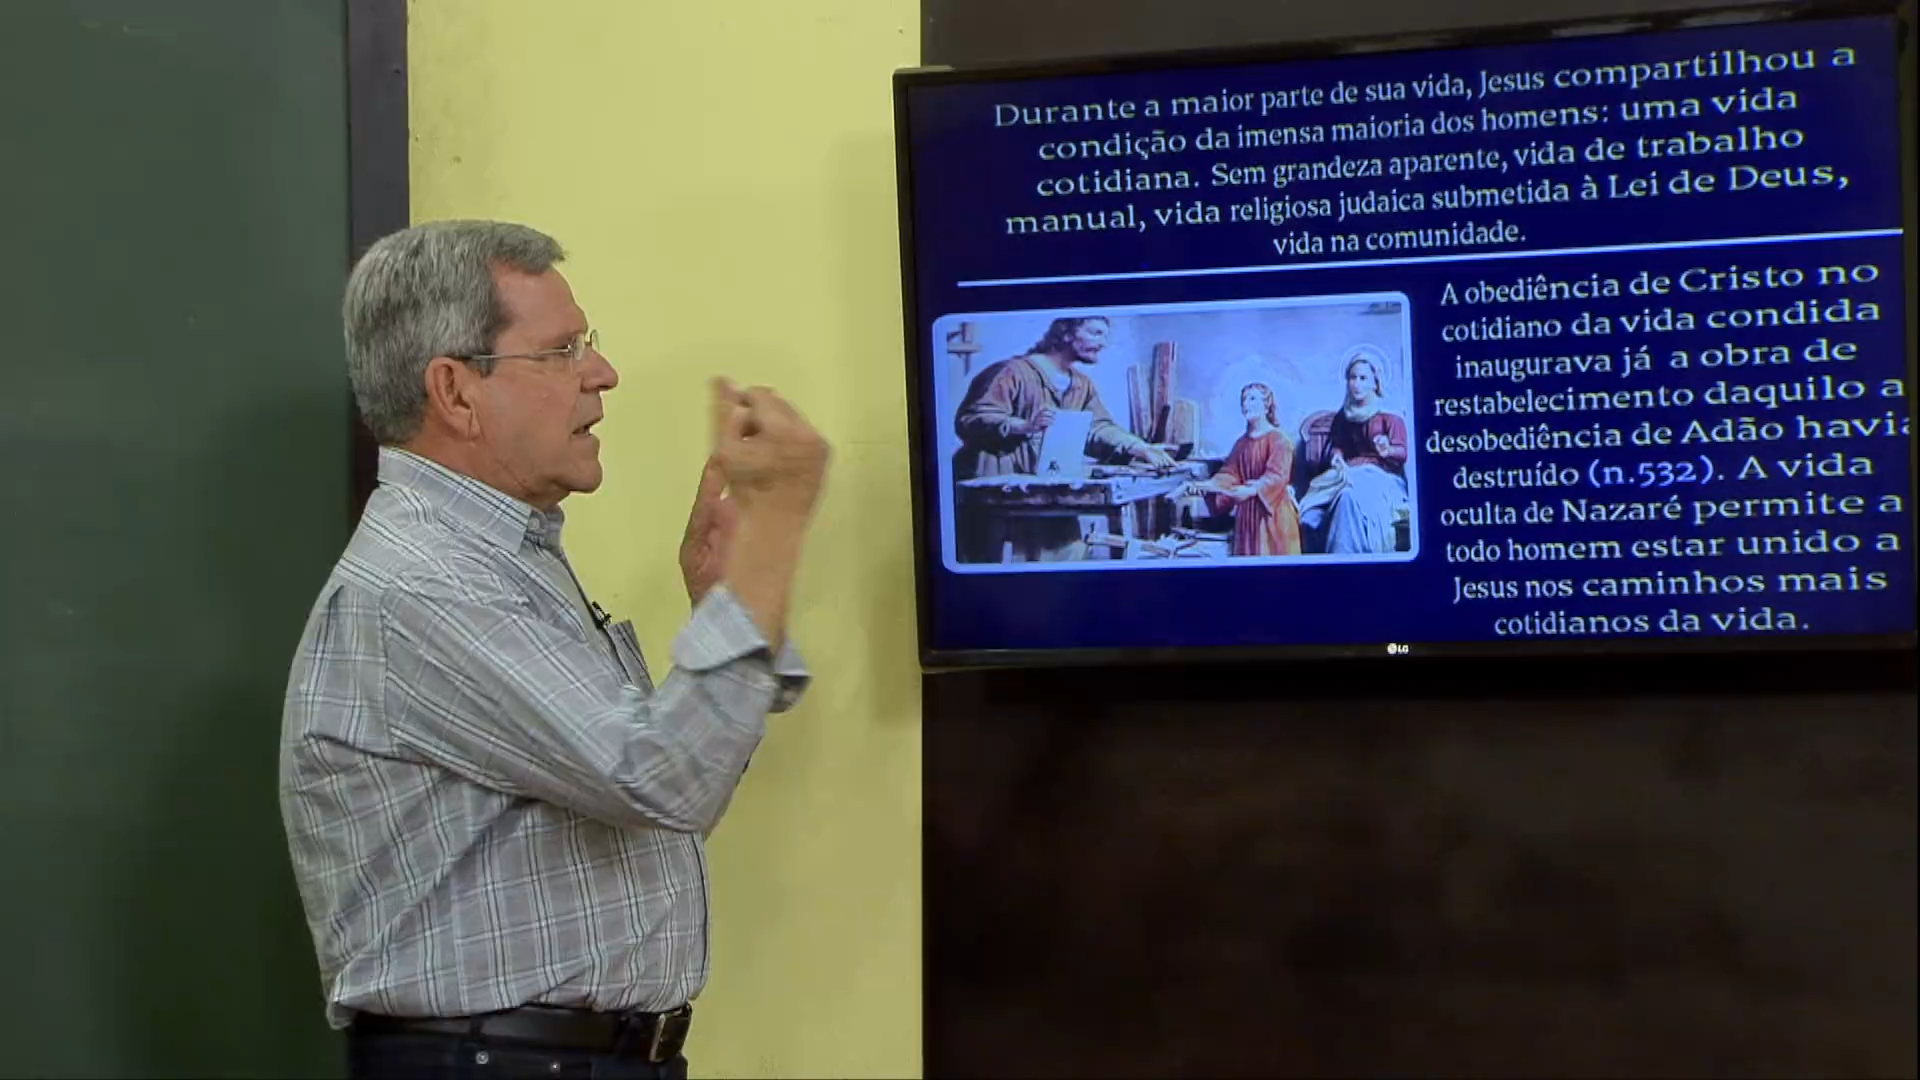 Durante a maior parte de sua vida, Jesus compartilhou a
condição da imensa maioria dos homens: uma vida
cotidiana. Sem grandeza aparente, vida de trabalho
manual, vida religiosa judaica submetida à Lei de Deus,
vida na comunidade.
A obediência de Cristo no
cotidiano da vida condida
inaugurava já a obra de
restabelecimento daquilo a
desobediência de Adão havia
destruído (n.532). A vida
oculta de Nazaré permite a
todo homem estar unido a
Jesus nos caminhos mais
cotidianos da vida.
LG